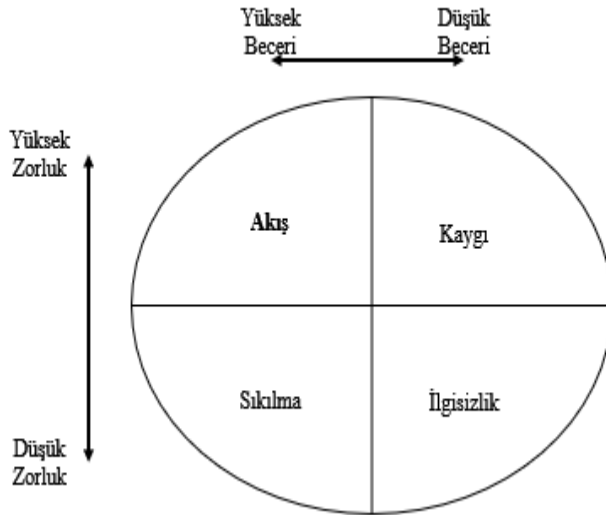 Yüksek
Beceri
Düşük
Beceri
Yüksek
Zorluk
Akış
Kaygı
Sıkılma
İlgisizlik
Düşük
Zorluk